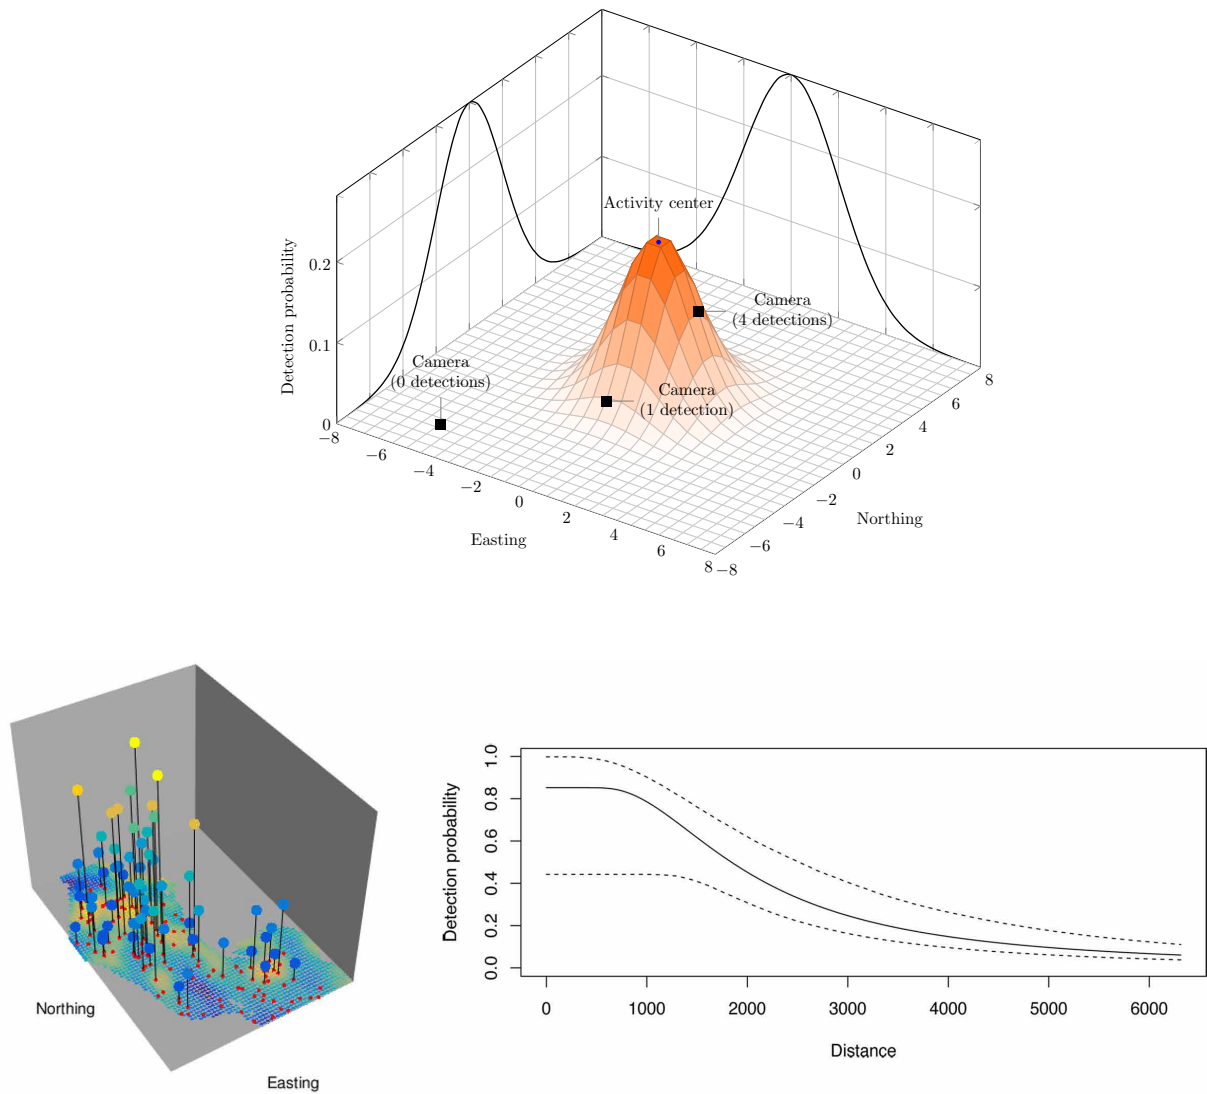 Activity center
Camera
(4 detections)
Camera
(0 detections)
Camera
(1 detection)
Detection probability
0.2
0.1
0
−8
−6
−4
−2
0
2
4
6
8
Easting
−8
−6
−4
−2
0
2
4
6
8
Northing
Northing
Easting
Detection probability
1.0
0.8
0.6
0.4
0.2
0.0
0 1000 2000 3000 4000 5000 6000
Distance